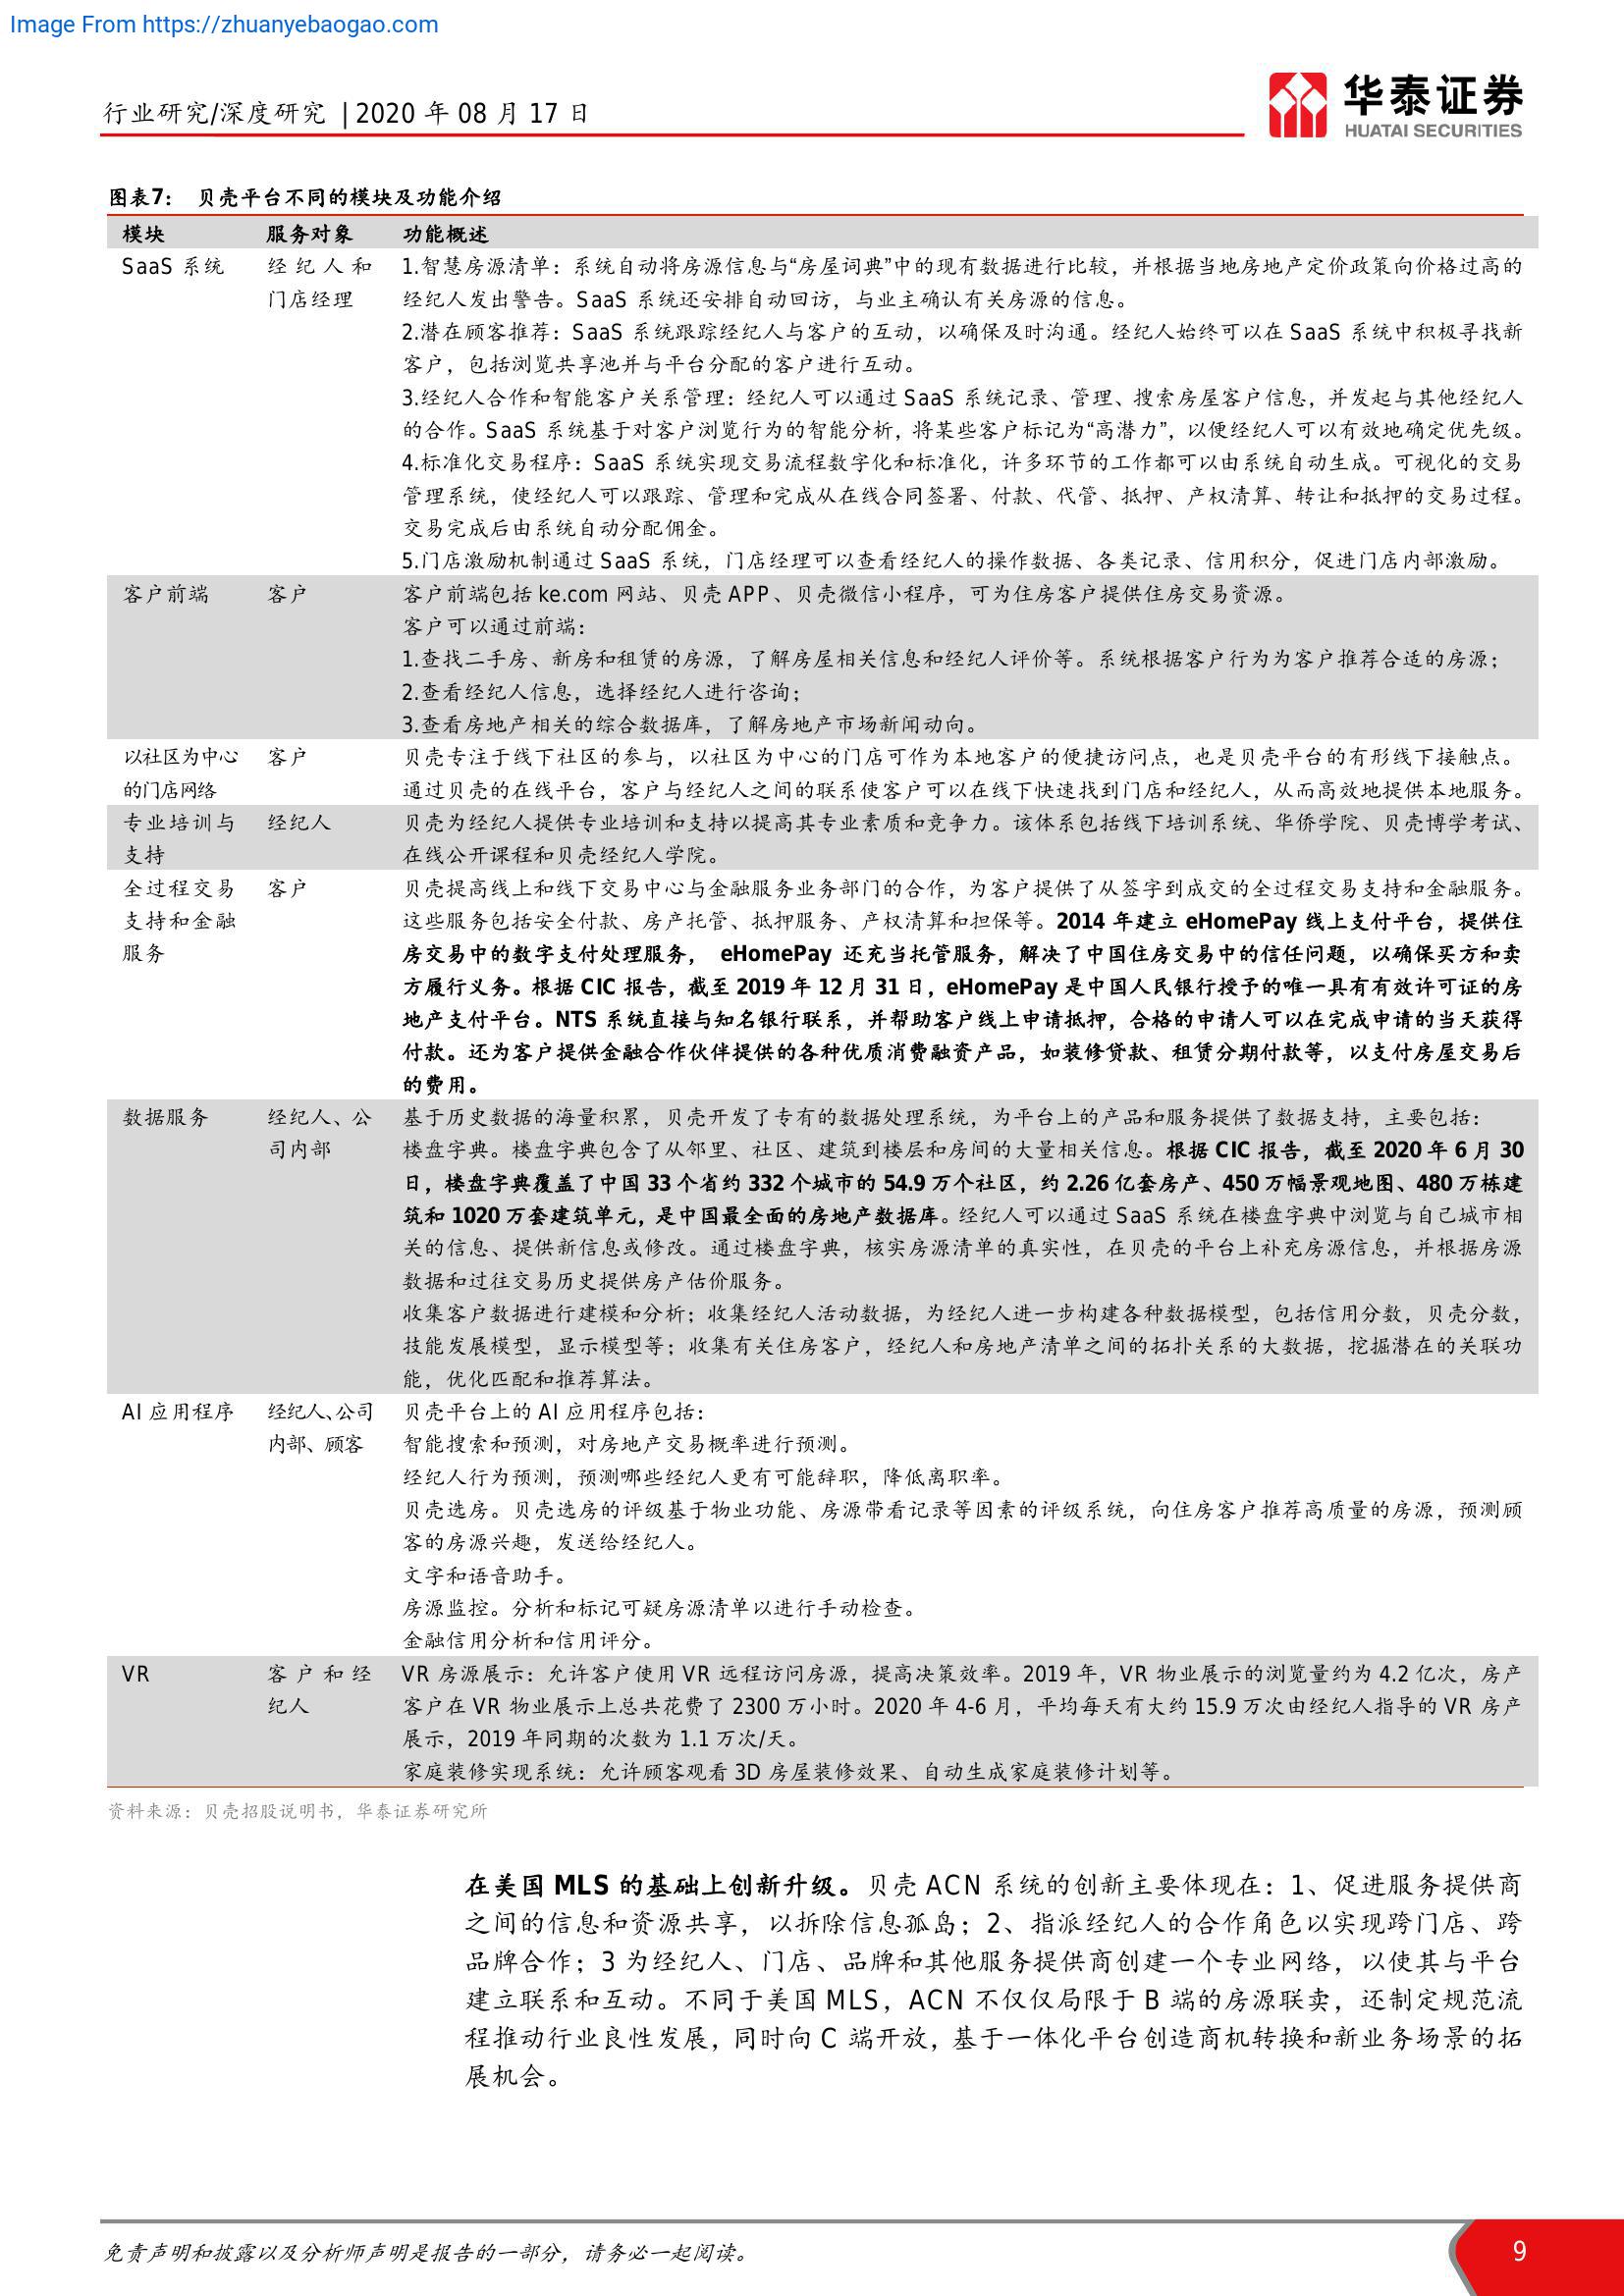 Image From https://zhuanyebaogao.com
行业研究/深度研究 | 2020 年 08 月 17 日
华泰证券
HUATAI SECURITIES
图表7： 贝壳平台不同的模块及功能介绍
模块 服务对象 功能概述
SaaS 系统 经纪人和 1.智慧房源清单：系统自动将房源信息与“房屋词典”中的现有数据进行比较，并根据当地房地产定价政策向价格过高的
门店经理 经纪人发出警告。SaaS 系统还安排自动回访，与业主确认有关房源的信息。
2.潜在顾客推荐：SaaS 系统跟踪经纪人与客户的互动，以确保及时沟通。经纪人始终可以在 SaaS 系统中积极寻找新
客户，包括浏览共享池并与平台分配的客户进行互动。
3.经纪人合作和智能客户关系管理：经纪人可以通过 SaaS 系统记录、管理、搜索房屋客户信息，并发起与其他经纪人
的合作。SaaS 系统基于对客户浏览行为的智能分析，将某些客户标记为“高潜力”，以便经纪人可以有效地确定优先级。
4.标准化交易程序：SaaS 系统实现交易流程数字化和标准化，许多环节的工作都可以由系统自动生成。可视化的交易
管理系统，使经纪人可以跟踪、管理和完成从在线合同签署、付款、代管、抵押、产权清算、转让和抵押的交易过程。
交易完成后由系统自动分配佣金。
5.门店激励机制通过 SaaS 系统，门店经理可以查看经纪人的操作数据、各类记录、信用积分，促进门店内部激励。
客户前端 客户 客户前端包括 ke.com 网站、贝壳 APP、贝壳微信小程序，可为住房客户提供住房交易资源。
客户可以通过前端：
1.查找二手房、新房和租赁的房源，了解房屋相关信息和经纪人评价等。系统根据客户行为为客户推荐合适的房源；
2.查看经纪人信息，选择经纪人进行咨询；
3.查看房地产相关的综合数据库，了解房地产市场新闻动向。
以社区为中心 客户 贝壳专注于线下社区的参与，以社区为中心的门店可作为本地客户的便捷访问点，也是贝壳平台的有形线下接触点。
的门店网络 通过贝壳的在线平台，客户与经纪人之间的联系使客户可以在线下快速找到门店和经纪人，从而高效地提供本地服务。
专业培训与 经纪人 贝壳为经纪人提供专业培训和支持以提高其专业素质和竞争力。该体系包括线下培训系统、华侨学院、贝壳博学考试、
支持 在线公开课程和贝壳经纪人学院。
全过程交易 客户 贝壳提高线上和线下交易中心与金融服务业务部门的合作，为客户提供了从签字到成交的全过程交易支持和金融服务。
支持和金融 这些服务包括安全付款、房产托管、抵押服务、产权清算和担保等。2014 年建立 eHomePay 线上支付平台，提供住
服务 房交易中的数字支付处理服务， eHomePay 还充当托管服务，解决了中国住房交易中的信任问题，以确保买方和卖
方履行义务。根据 CIC 报告，截至 2019 年 12 月 31 日，eHomePay 是中国人民银行授予的唯一具有有效许可证的房
地产支付平台。NTS 系统直接与知名银行联系，并帮助客户线上申请抵押，合格的申请人可以在完成申请的当天获得
付款。还为客户提供金融合作伙伴提供的各种优质消费融资产品，如装修贷款、租赁分期付款等，以支付房屋交易后
的费用。
数据服务 经纪人、公 基于历史数据的海量积累，贝壳开发了专有的数据处理系统，为平台上的产品和服务提供了数据支持，主要包括：
司内部 楼盘字典。楼盘字典包含了从邻里、社区、建筑到楼层和房间的大量相关信息。根据 CIC 报告，截至 2020 年 6 月 30
日，楼盘字典覆盖了中国 33 个省约 332 个城市的 54.9 万个社区，约 2.26 亿套房产、450 万幅景观地图、480 万栋建
筑和 1020 万套建筑单元，是中国最全面的房地产数据库。经纪人可以通过 SaaS 系统在楼盘字典中浏览与自己城市相
关的信息、提供新信息或修改。通过楼盘字典，核实房源清单的真实性，在贝壳的平台上补充房源信息，并根据房源
数据和过往交易历史提供房产估价服务。
收集客户数据进行建模和分析；收集经纪人活动数据，为经纪人进一步构建各种数据模型，包括信用分数，贝壳分数，
技能发展模型，显示模型等；收集有关住房客户，经纪人和房地产清单之间的拓扑关系的大数据，挖掘潜在的关联功
能，优化匹配和推荐算法。
AI 应用程序 经纪人、公司 贝壳平台上的 AI 应用程序包括：
内部、顾客 智能搜索和预测，对房地产交易概率进行预测。
经纪人行为预测，预测哪些经纪人更有可能辞职，降低离职率。
贝壳选房。贝壳选房的评级基于物业功能、房源带看记录等因素的评级系统，向住房客户推荐高质量的房源，预测顾
客的房源兴趣，发送给经纪人。
文字和语音助手。
房源监控。分析和标记可疑房源清单以进行手动检查。
金融信用分析和信用评分。
VR 客户和经 VR 房源展示：允许客户使用 VR 远程访问房源，提高决策效率。2019 年，VR 物业展示的浏览量约为 4.2 亿次，房产
纪人 客户在 VR 物业展示上总共花费了 2300 万小时。2020 年 4-6 月，平均每天有大约 15.9 万次由经纪人指导的 VR 房产
展示，2019 年同期的次数为 1.1 万次/天。
家庭装修实现系统：允许顾客观看 3D 房屋装修效果、自动生成家庭装修计划等。
资料来源：贝壳招股说明书，华泰证券研究所
在美国 MLS 的基础上创新升级。贝壳 ACN 系统的创新主要体现在：1、促进服务提供商
之间的信息和资源共享，以拆除信息孤岛；2、指派经纪人的合作角色以实现跨门店、跨
品牌合作；3 为经纪人、门店、品牌和其他服务提供商创建一个专业网络，以使其与平台
建立联系和互动。不同于美国 MLS，ACN 不仅仅局限于 B 端的房源联卖，还制定规范流
程推动行业良性发展，同时向 C 端开放，基于一体化平台创造商机转换和新业务场景的拓
展机会。
免责声明和披露以及分析师声明是报告的一部分，请务必一起阅读。
9